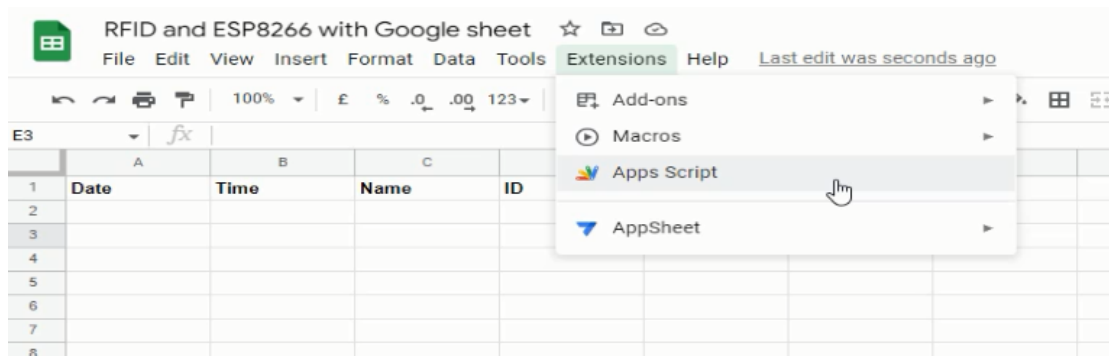 RFID and ESP8266 with Google sheet
File Edit View Insert Format Data Tools Extensions Help Last edit was seconds ago
100% £ % .0 .00 123
Add-ons
Macros
Apps Script
AppSheet
E3 fx
A B C
1 Date Time Name ID
2
3
4
5
6
7
8